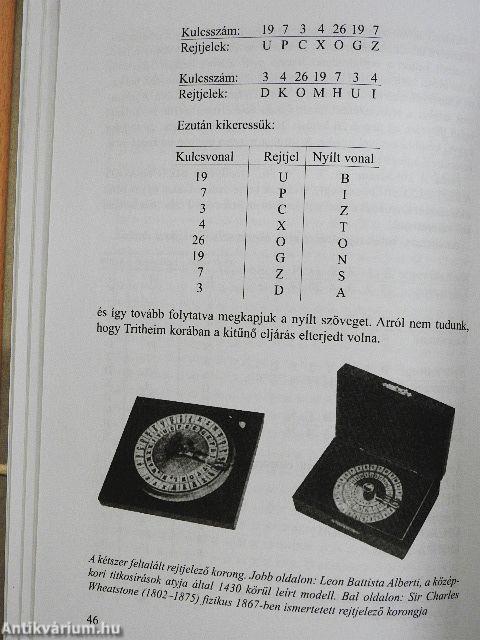 Kulcsszám: 19 7 3 4 26 19 7
Rejtjelek: U P C X O G Z
Kulcsszám: 3 4 26 19 7 3 4
Rejtjelek: D K O M H U I
Ezután kikeressük:
Kulcsvonal Rejtjel Nyílt vonal
19 U B
7 P I
3 C Z
4 X T
26 O O
19 G N
7 Z S
3 D A
és így tovább folytatva megkapjuk a nyílt szöveget. Arról nem tudunk,
hogy Tritheim korában a kitűnő eljárás elterjedt volna.
A kétszer feltalált rejtjelező korong. Jobb oldalon: Leon Battista Alberti, a közép-
kori titkosírások atyja által 1430 körül leírt modell. Bal oldalon: Sir Charles
Wheatstone (1802–1875) fizikus 1867-ben ismertetett rejtjelező korongja
46
Antikvárium.hu